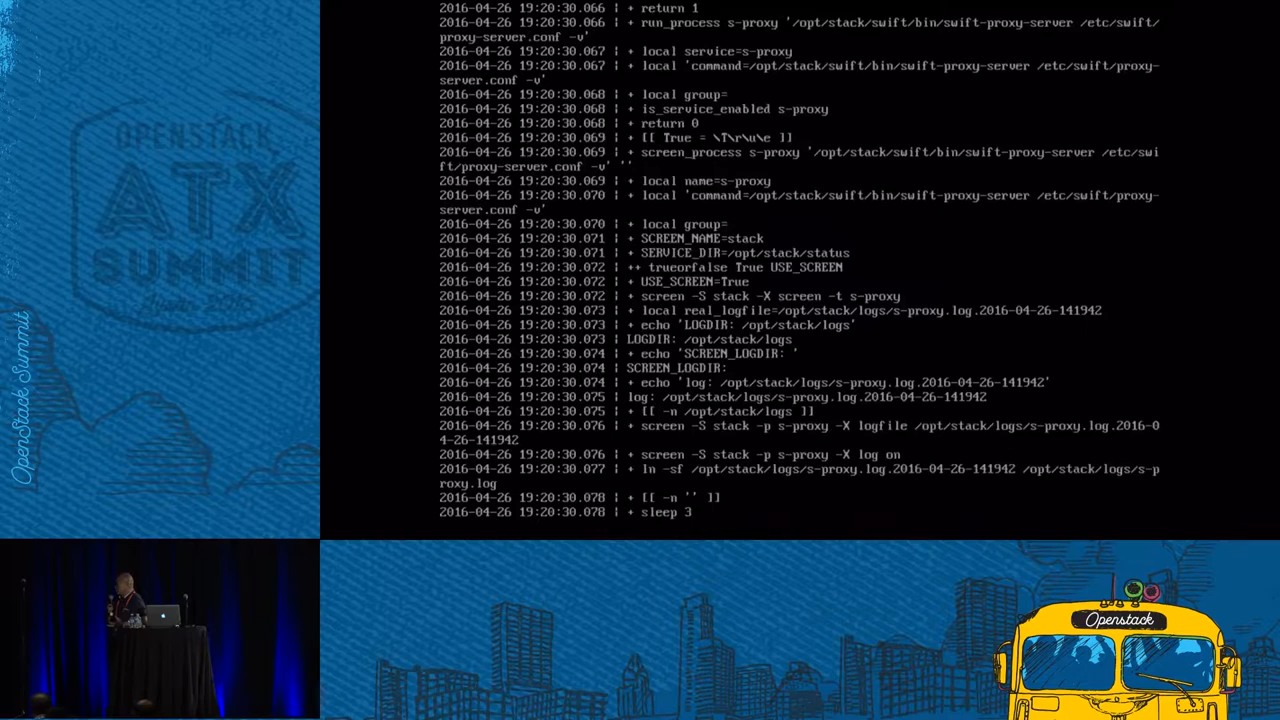 2016-04-26 19:20:30.066 | + return 1
2016-04-26 19:20:30.066 | + run_process s-proxy '/opt/stack/swift/bin/swift-proxy-server /etc/swift/
proxy-server.conf -v'
2016-04-26 19:20:30.067 | + local service=s-proxy
2016-04-26 19:20:30.067 | + local 'command=/opt/stack/swift/bin/swift-proxy-server /etc/swift/proxy-
server.conf -v'
2016-04-26 19:20:30.068 | + local group=
2016-04-26 19:20:30.068 | + is_service_enabled s-proxy
2016-04-26 19:20:30.068 | + return 0
2016-04-26 19:20:30.069 | + [[ True = \T\r\u\e ]]
2016-04-26 19:20:30.069 | + screen_process s-proxy '/opt/stack/swift/bin/swift-proxy-server /etc/swi
ft/proxy-server.conf -v' ''
2016-04-26 19:20:30.069 | + local name=s-proxy
2016-04-26 19:20:30.070 | + local 'command=/opt/stack/swift/bin/swift-proxy-server /etc/swift/proxy-
server.conf -v'
2016-04-26 19:20:30.070 | + local group=
2016-04-26 19:20:30.071 | + SCREEN_NAME=stack
2016-04-26 19:20:30.071 | + SERVICE_DIR=/opt/stack/status
2016-04-26 19:20:30.072 | ++ trueorfalse True USE_SCREEN
2016-04-26 19:20:30.072 | + USE_SCREEN=True
2016-04-26 19:20:30.072 | + screen -S stack -X screen -t s-proxy
2016-04-26 19:20:30.073 | + local real_logfile=/opt/stack/logs/s-proxy.log.2016-04-26-141942
2016-04-26 19:20:30.073 | + echo 'LOGDIR: /opt/stack/logs'
2016-04-26 19:20:30.073 | LOGDIR: /opt/stack/logs
2016-04-26 19:20:30.074 | + echo 'SCREEN_LOGDIR: '
2016-04-26 19:20:30.074 | SCREEN_LOGDIR:
2016-04-26 19:20:30.074 | + echo 'log: /opt/stack/logs/s-proxy.log.2016-04-26-141942'
2016-04-26 19:20:30.075 | log: /opt/stack/logs/s-proxy.log.2016-04-26-141942
2016-04-26 19:20:30.075 | + [[ -n /opt/stack/logs ]]
2016-04-26 19:20:30.076 | + screen -S stack -p s-proxy -X logfile /opt/stack/logs/s-proxy.log.2016-0
4-26-141942
2016-04-26 19:20:30.076 | + screen -S stack -p s-proxy -X log on
2016-04-26 19:20:30.077 | + ln -sf /opt/stack/logs/s-proxy.log.2016-04-26-141942 /opt/stack/logs/s-p
roxy.log
2016-04-26 19:20:30.078 | + [[ -n '' ]]
2016-04-26 19:20:30.078 | + sleep 3
OPENSTACK
ATX
SUMMIT
OpenStack Summit
Openstack